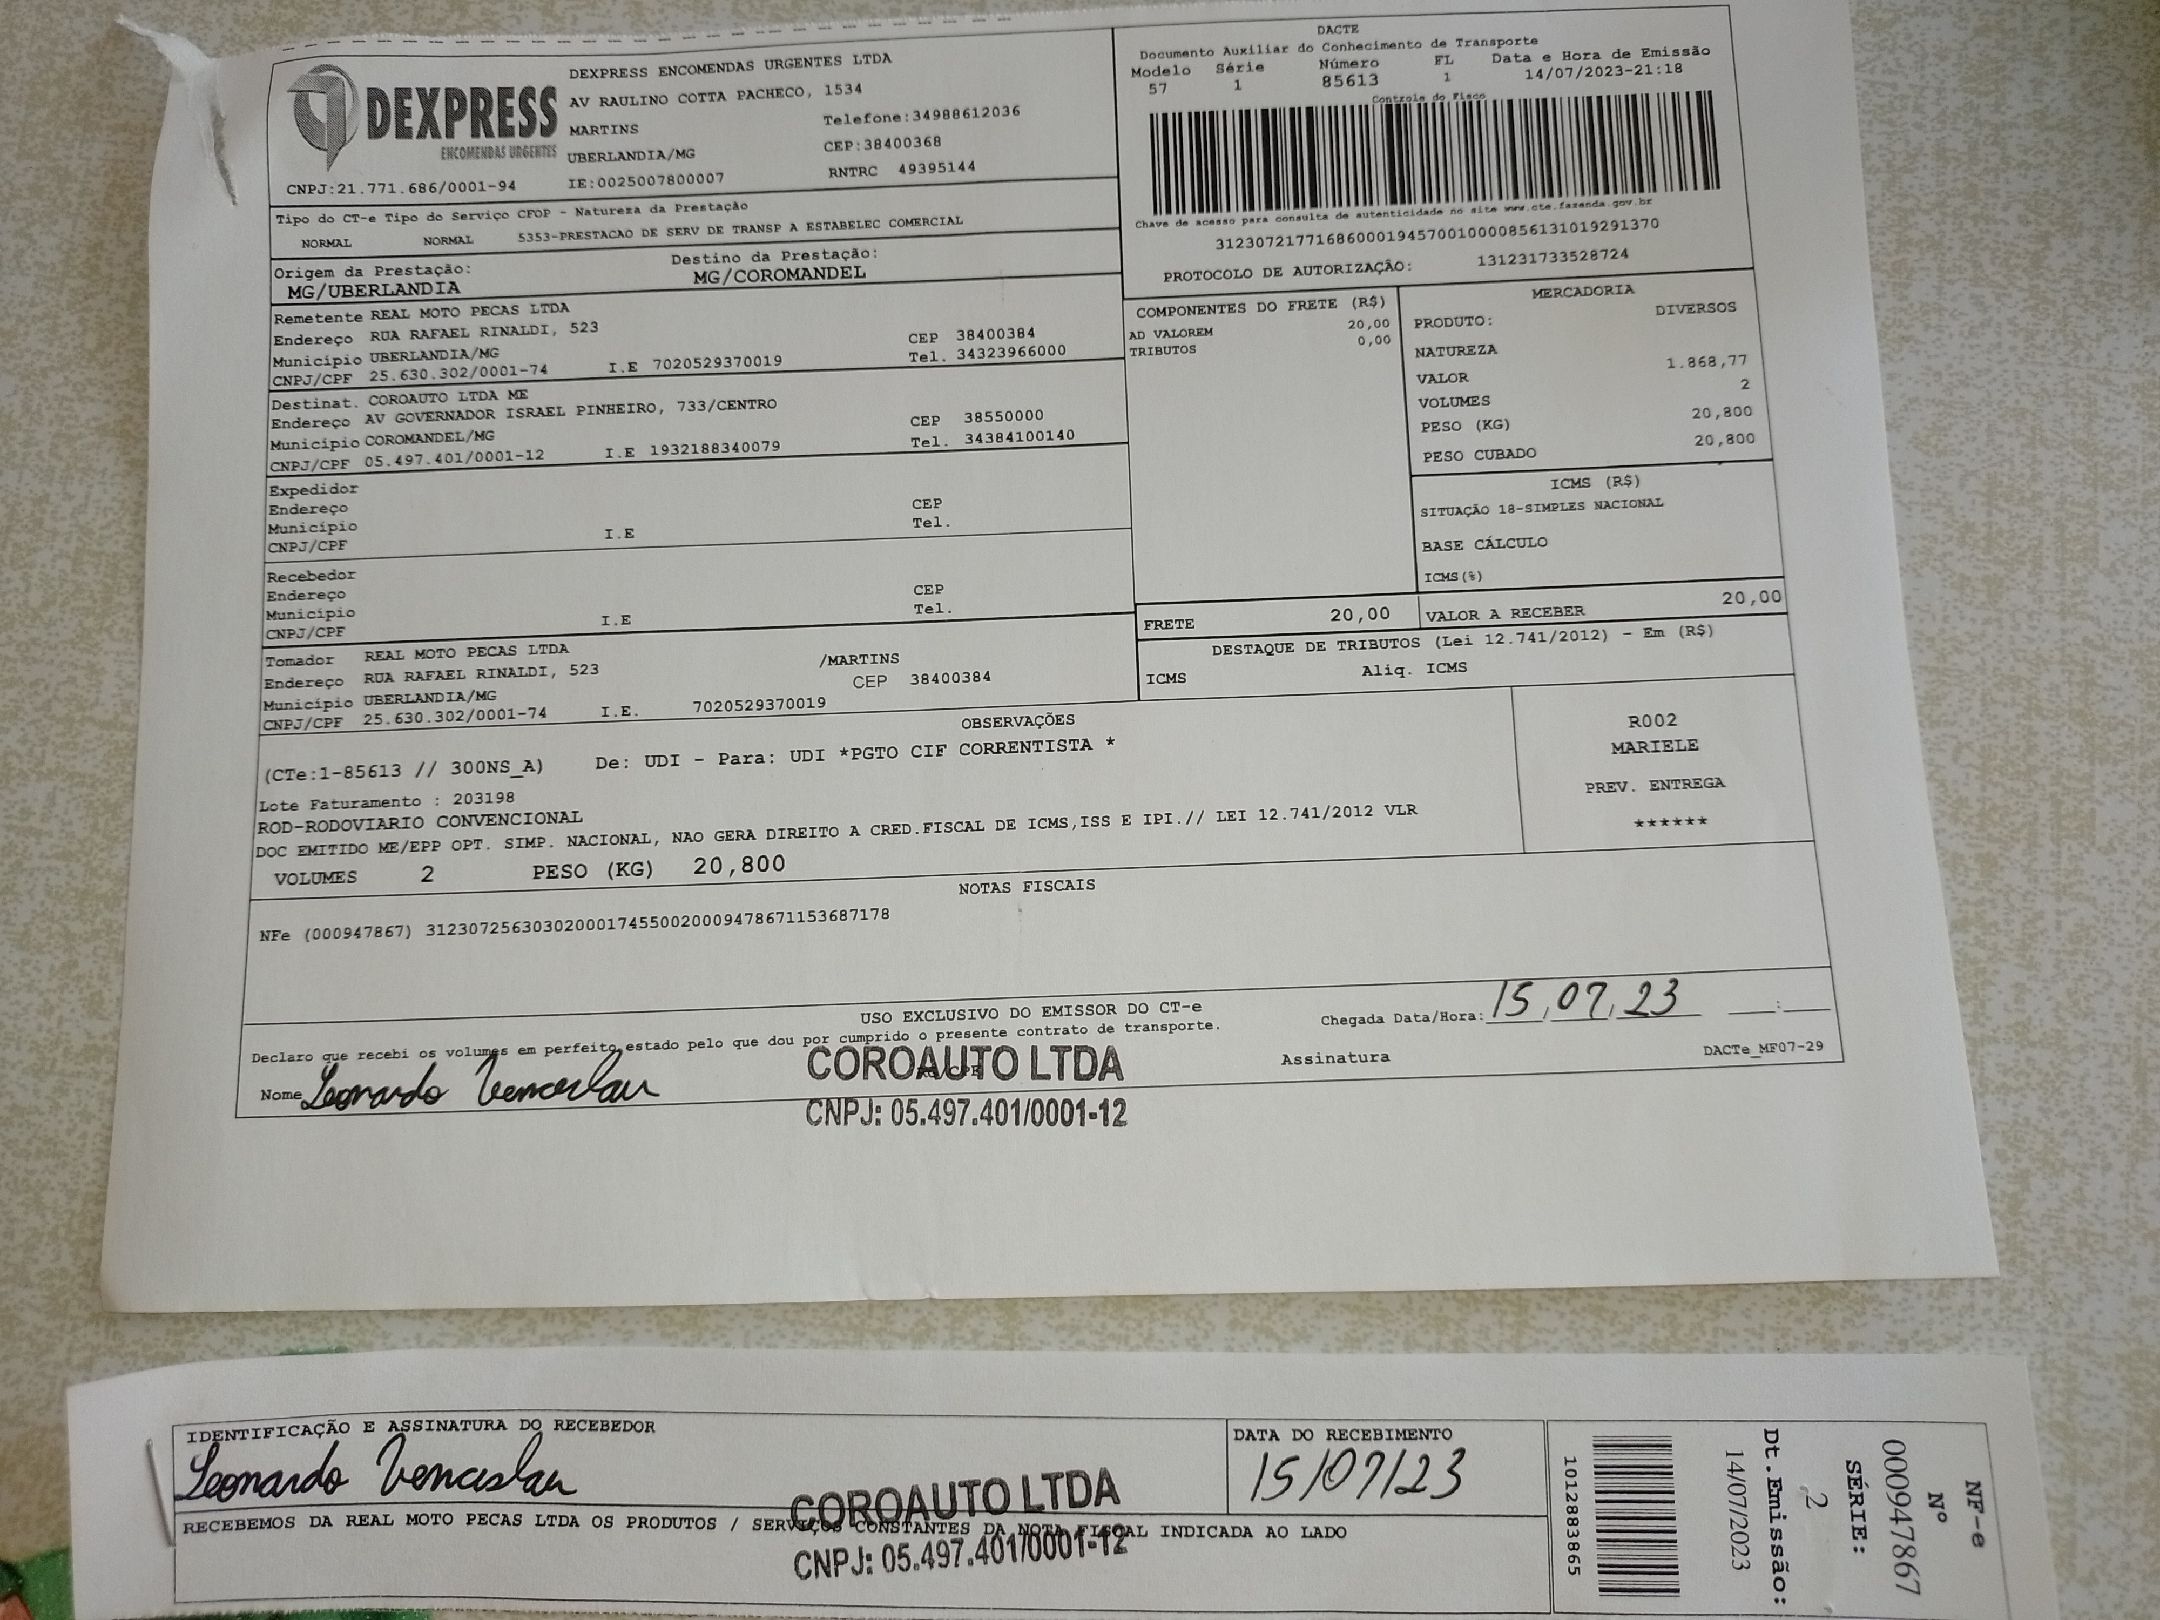 DEXPRESS
ENCOMENDAS URGENTES
CNPJ:21.771.686/0001-94
DEXPRESS ENCOMENDAS URGENTES LTDA
AV RAULINO COTTA PACHECO, 1534
MARTINS Telefone:34988612036
UBERLANDIA/MG CEP:38400368
IE:0025007800007 RNTRC 49395144
DACTE
Documento Auxiliar do Conhecimento de Transporte
Modelo Série Número FL Data e Hora de Emissão
57 1 85613 1 14/07/2023-21:18
Controle do Fisco
Chave de acesso para consulta de autenticidade no site www.cte.fazenda.gov.br
31230721771686000194570010000856131019291370
PROTOCOLO DE AUTORIZAÇÃO: 131231733528724
Tipo do CT-e Tipo do Serviço CFOP - Natureza da Prestação
NORMAL NORMAL 5353-PRESTACAO DE SERV DE TRANSP A ESTABELEC COMERCIAL
Origem da Prestação: Destino da Prestação:
MG/UBERLANDIA MG/COROMANDEL
Remetente REAL MOTO PECAS LTDA
Endereço RUA RAFAEL RINALDI, 523 CEP 38400384
Município UBERLANDIA/MG Tel. 34323966000
CNPJ/CPF 25.630.302/0001-74 I.E 7020529370019
Destinat. COROAUTO LTDA ME
Endereço AV GOVERNADOR ISRAEL PINHEIRO, 733/CENTRO CEP 38550000
Município COROMANDEL/MG Tel. 34384100140
CNPJ/CPF 05.497.401/0001-12 I.E 1932188340079
Expedidor
Endereço CEP
Município Tel.
CNPJ/CPF I.E
Recebedor
Endereço CEP
Município Tel.
CNPJ/CPF I.E
Tomador REAL MOTO PECAS LTDA /MARTINS
Endereço RUA RAFAEL RINALDI, 523 CEP 38400384
Município UBERLANDIA/MG
CNPJ/CPF 25.630.302/0001-74 I.E. 7020529370019
COMPONENTES DO FRETE (R$)
AD VALOREM 20,00
TRIBUTOS 0,00
MERCADORIA
PRODUTO: DIVERSOS
NATUREZA
VALOR 1.868,77
VOLUMES 2
PESO (KG) 20,800
PESO CUBADO 20,800
ICMS (R$)
SITUAÇÃO 18-SIMPLES NACIONAL
BASE CÁLCULO
ICMS(%)
FRETE 20,00 VALOR A RECEBER 20,00
DESTAQUE DE TRIBUTOS (Lei 12.741/2012) - Em (R$)
ICMS Aliq. ICMS
OBSERVAÇÕES
(CTe:1-85613 // 300NS_A) De: UDI - Para: UDI *PGTO CIF CORRENTISTA *
Lote Faturamento : 203198
ROD-RODOVIARIO CONVENCIONAL
DOC EMITIDO ME/EPP OPT. SIMP. NACIONAL, NAO GERA DIREITO A CRED.FISCAL DE ICMS,ISS E IPI.// LEI 12.741/2012 VLR
VOLUMES 2 PESO (KG) 20,800
R002
MARIELE
PREV. ENTREGA
******
NOTAS FISCAIS
NFe (000947867) 31230725630302000174550020009478671153687178
USO EXCLUSIVO DO EMISSOR DO CT-e
Declaro que recebi os volumes em perfeito estado pelo que dou por cumprido o presente contrato de transporte.
Chegada Data/Hora: 15/07/23 __:__
Nome Leonardo Venceslau
COROAUTO LTDA
CNPJ: 05.497.401/0001-12
Assinatura
DACTe_MF07-29
IDENTIFICAÇÃO E ASSINATURA DO RECEBEDOR
Leonardo Venceslau
COROAUTO LTDA
CNPJ: 05.497.401/0001-12
DATA DO RECEBIMENTO
15/07/23
RECEBEMOS DA REAL MOTO PECAS LTDA OS PRODUTOS / SERVIÇOS CONSTANTES DA NOTA FISCAL INDICADA AO LADO
NF-e
Nº
000947867
SÉRIE:
2
Dt.Emissão:
14/07/2023
1012883865